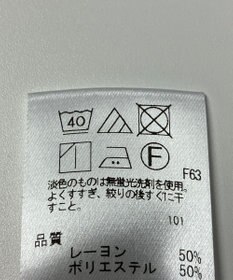 40
F
F63
淡色のものは無蛍光洗剤を使用。
よくすすぎ、絞りの後すぐに干
すこと。
101
品質
レーヨン 50%
ポリエステル 50%